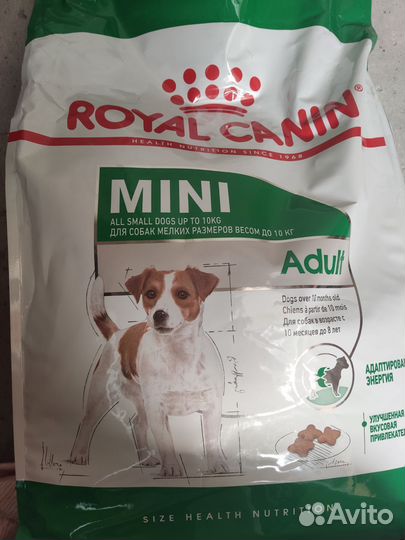 ROYAL CANIN
HEALTH NUTRITION SINCE 1968
MINI
ALL SMALL DOGS UP TO 10KG
ДЛЯ СОБАК МЕЛКИХ РАЗМЕРОВ ВЕСОМ ДО 10 КГ
Adult
Dogs over 10 months old
Chiens à partir de 10 mois
Для собак в возрасте с
10 месяцев до 8 лет
АДАПТИРОВА
ЭНЕРГИЯ
УЛУЧШЕННАЯ
ВКУСОВАЯ
ПРИВЛЕКАТЕЛ
SIZE HEALTH NUTRITION
Avito